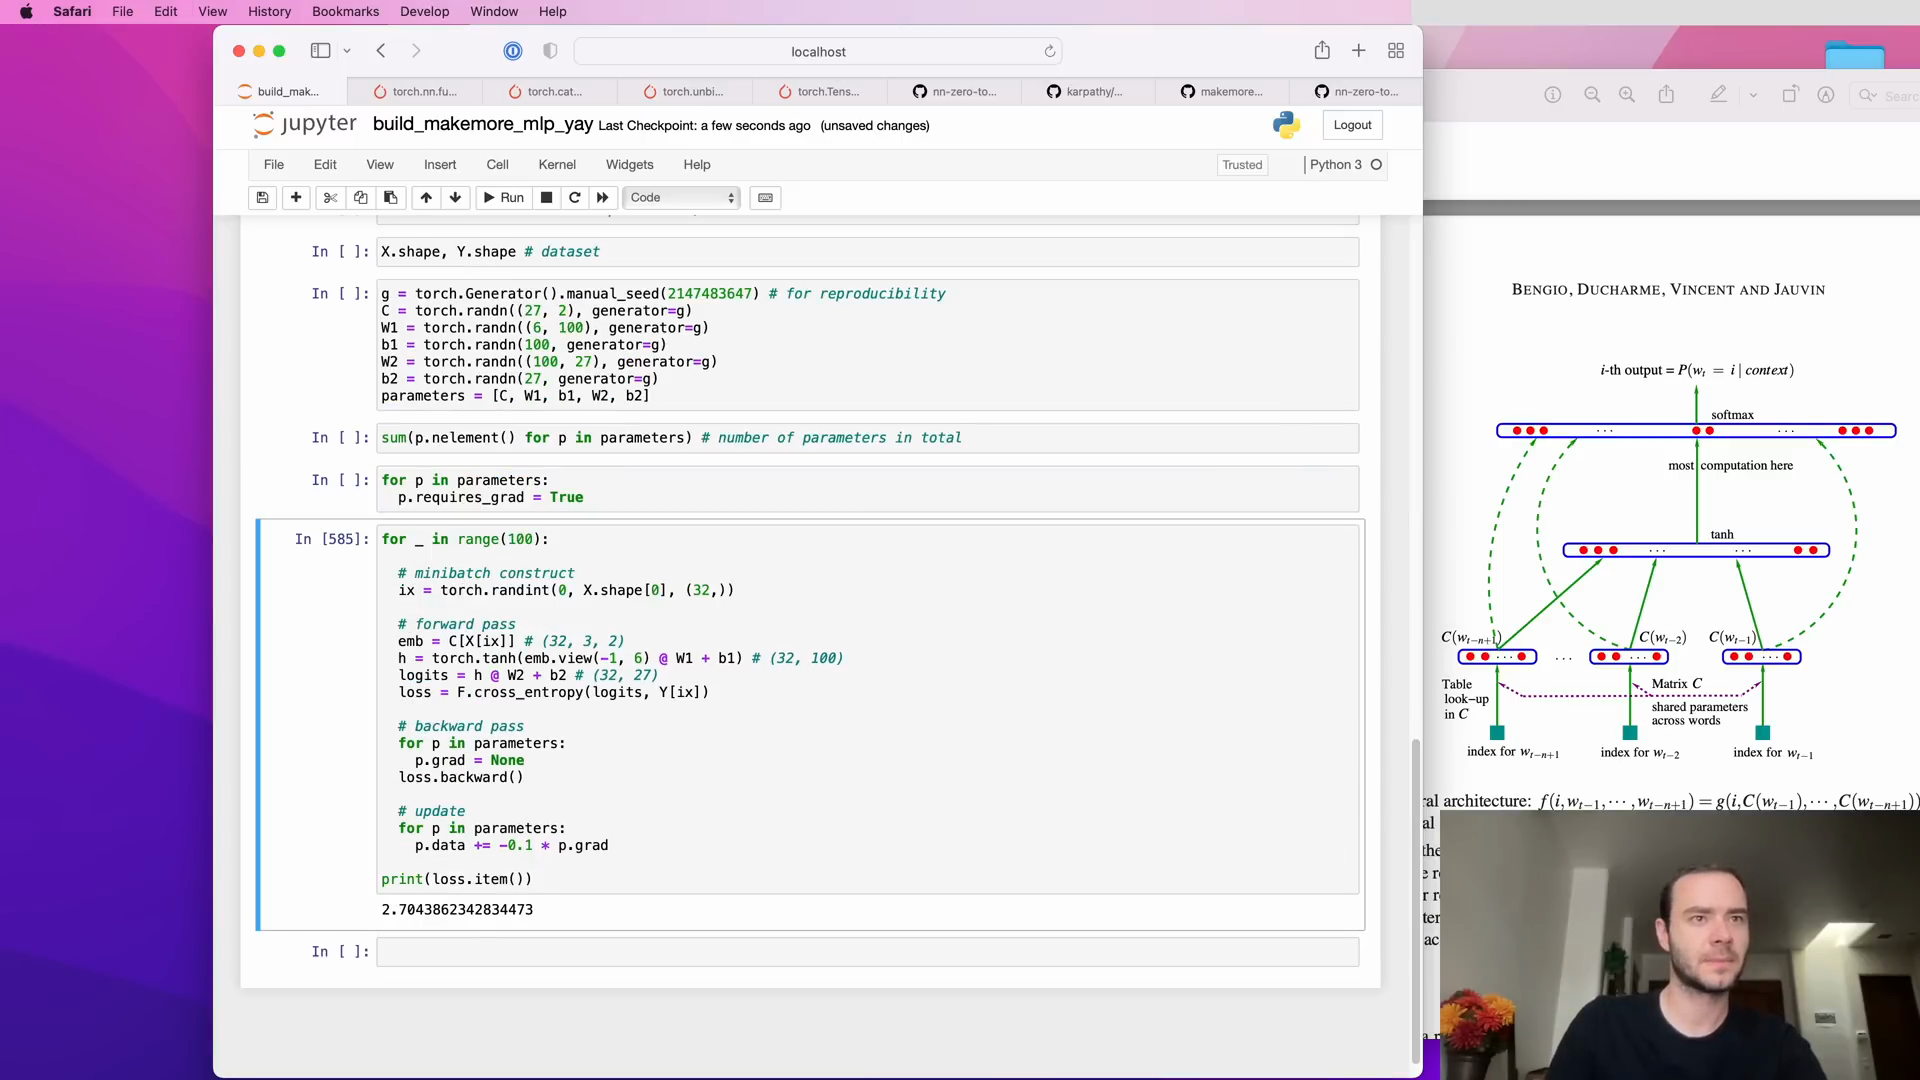 Safari File Edit View History Bookmarks Develop Window Help
localhost
build_mak... torch.nn.fu... torch.cat... torch.unbi... torch.Tens... nn-zero-to... karpathy/... makemore... nn-zero-to...
jupyter build_makemore_mlp_yay Last Checkpoint: a few seconds ago (unsaved changes) Logout
File Edit View Insert Cell Kernel Widgets Help Trusted Python 3
Run Code
In [ ]: X.shape, Y.shape # dataset
In [ ]: g = torch.Generator().manual_seed(2147483647) # for reproducibility
C = torch.randn((27, 2), generator=g)
W1 = torch.randn((6, 100), generator=g)
b1 = torch.randn(100, generator=g)
W2 = torch.randn((100, 27), generator=g)
b2 = torch.randn(27, generator=g)
parameters = [C, W1, b1, W2, b2]
In [ ]: sum(p.nelement() for p in parameters) # number of parameters in total
In [ ]: for p in parameters:
p.requires_grad = True
In [585]: for _ in range(100):
# minibatch construct
ix = torch.randint(0, X.shape[0], (32,))
# forward pass
emb = C[X[ix]] # (32, 3, 2)
h = torch.tanh(emb.view(-1, 6) @ W1 + b1) # (32, 100)
logits = h @ W2 + b2 # (32, 27)
loss = F.cross_entropy(logits, Y[ix])
# backward pass
for p in parameters:
p.grad = None
loss.backward()
# update
for p in parameters:
p.data += -0.1 * p.grad
print(loss.item())
2.7043862342834473
In [ ]:
Search
BENGIO, DUCHARME, VINCENT AND JAUVIN
i-th output = P(w_t = i | context)
softmax
... ...
most computation here
tanh
... ...
C(w_{t−n+1}) C(w_{t−2}) C(w_{t−1})
... ... ... ...
Table look−up in C
Matrix C
shared parameters across words
index for w_{t−n+1} index for w_{t−2} index for w_{t−1}
ral architecture: f(i,w_{t−1},⋯,w_{t−n+1}) = g(i,C(w_{t−1}),⋯,C(w_{t−n+1}))
al
the